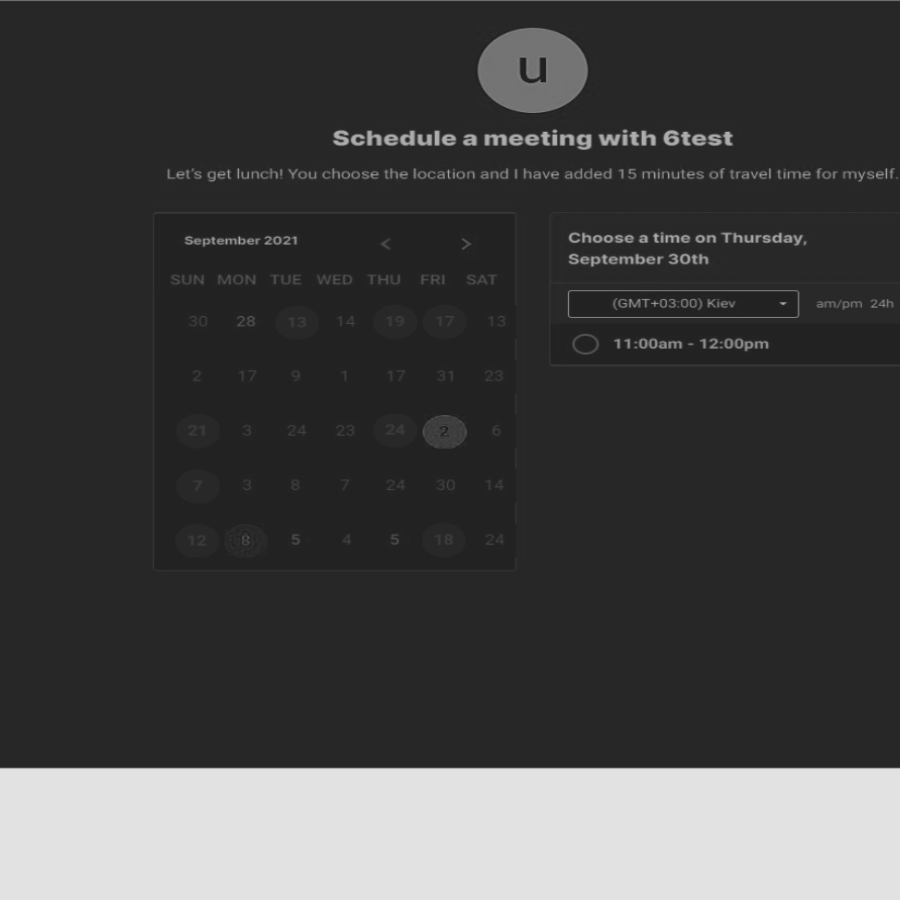 u
Schedule a meeting with 6test
Let's get lunch! You choose the location and I have added 15 minutes of travel time for myself.
September 2021 < >
SUN MON TUE WED THU FRI SAT
30 28 13 14 19 17 13
2 17 9 1 17 31 23
21 3 24 23 24 2 6
7 3 8 7 24 30 14
12 8 5 4 5 18 24
Choose a time on Thursday,
September 30th
(GMT+03:00) Kiev am/pm 24h
11:00am - 12:00pm